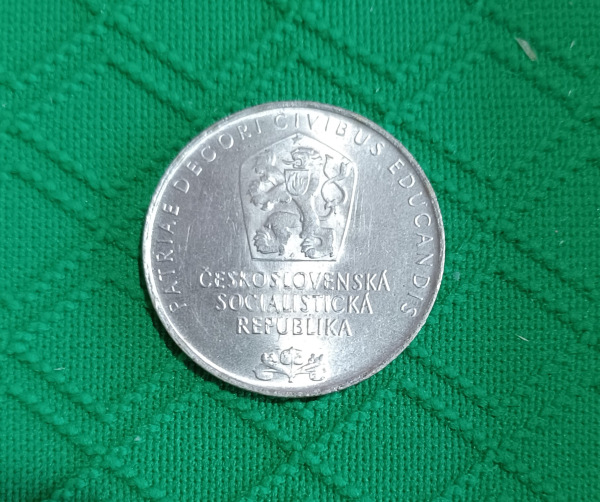 PATRIAE DECORI CIVIBUS EDUCANDIS
ČESKOSLOVENSKÁ
SOCIALISTICKÁ
REPUBLIKA